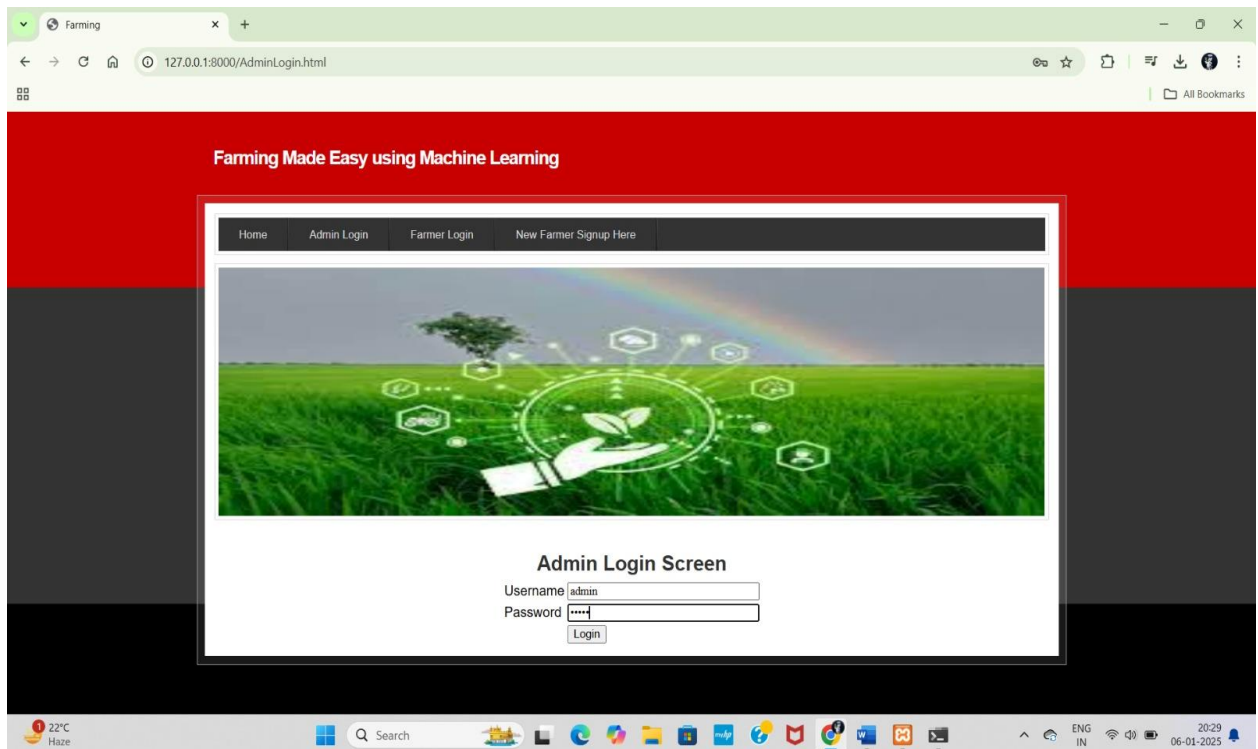 Farming
127.0.0.1:8000/AdminLogin.html
All Bookmarks
Farming Made Easy using Machine Learning
Home Admin Login Farmer Login New Farmer Signup Here
Admin Login Screen
Username admin
Password •••••
Login
1 22°C
Haze
Search
ENG
IN
20:29
06-01-2025